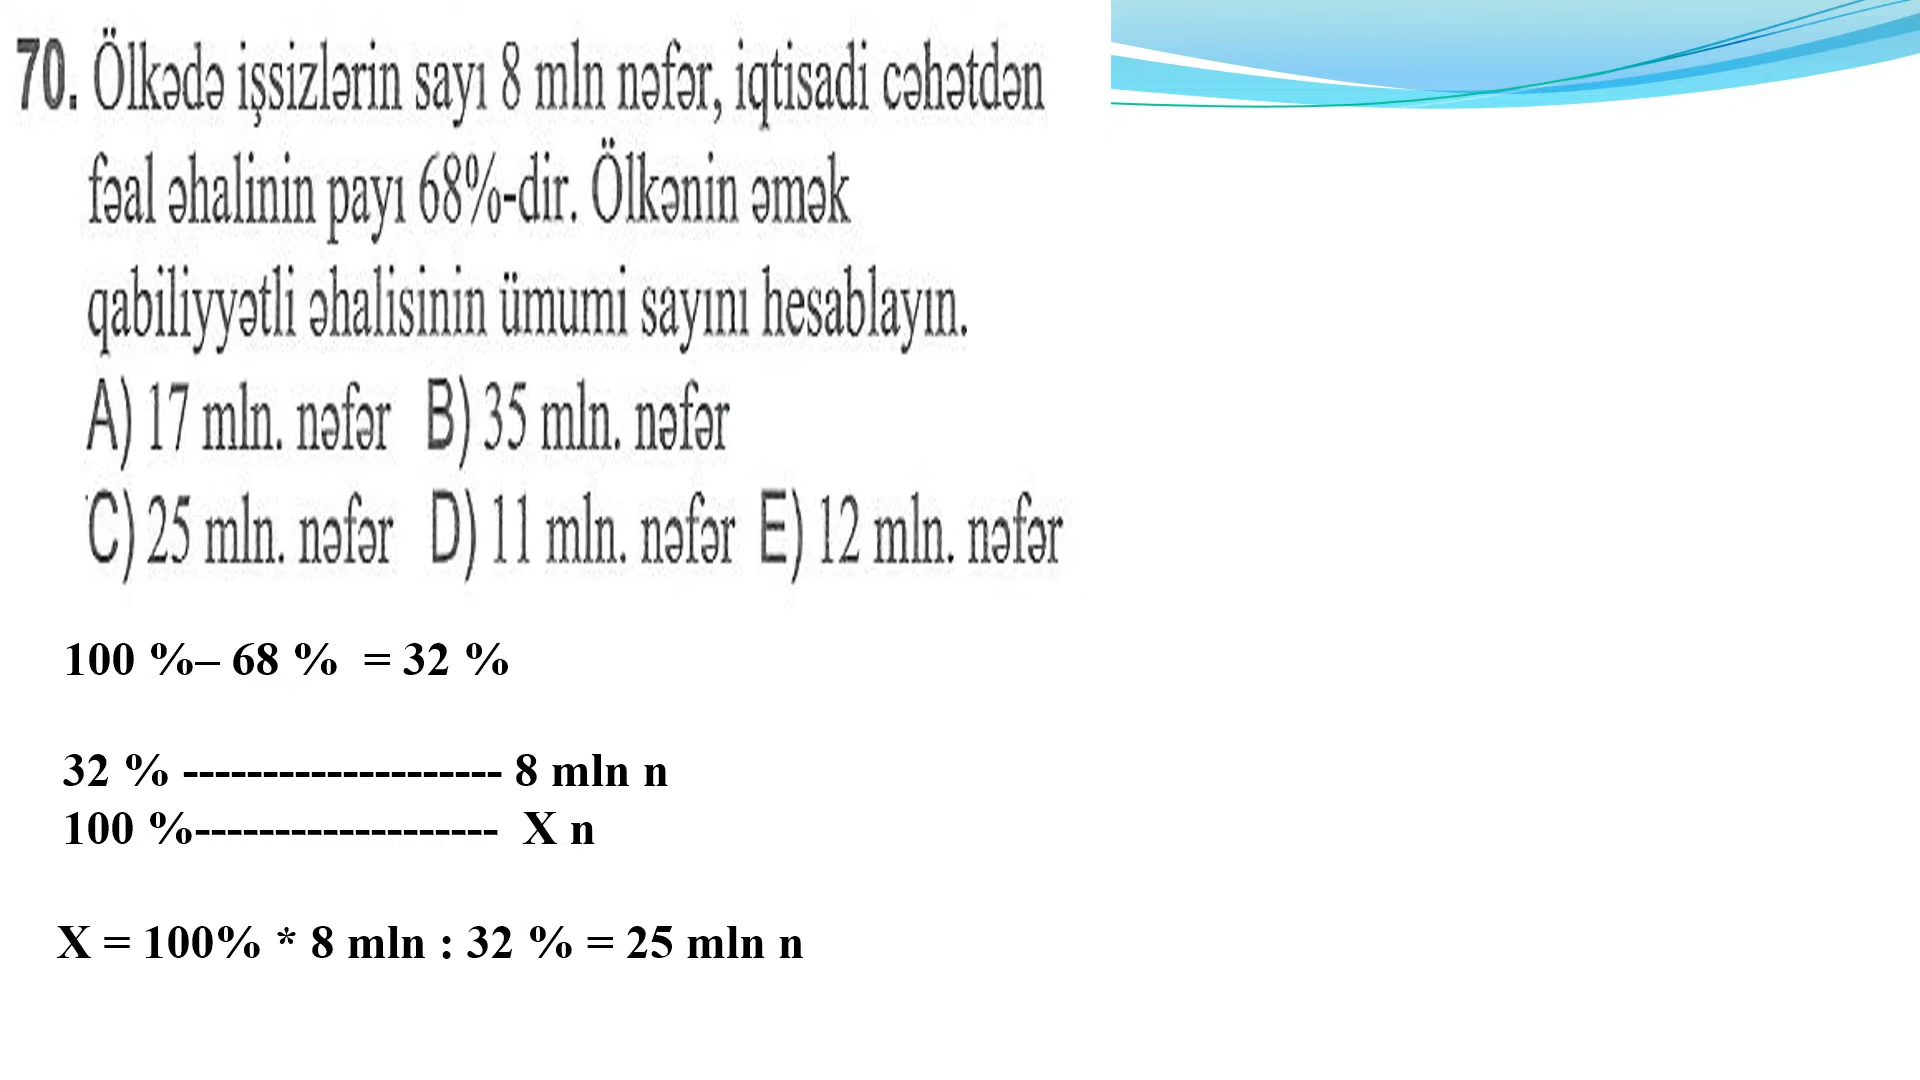 70. Ölkədə işsizlərin sayı 8 mln nəfər, iqtisadi cəhətdən
fəal əhalinin payı 68%-dir. Ölkənin əmək
qabiliyyətli əhalisinin ümumi sayını hesablayın.
A) 17 mln. nəfər B) 35 mln. nəfər
C) 25 mln. nəfər D) 11 mln. nəfər E) 12 mln. nəfər
100 %– 68 % = 32 %
32 % -------------------- 8 mln n
100 %------------------- X n
X = 100% * 8 mln : 32 % = 25 mln n